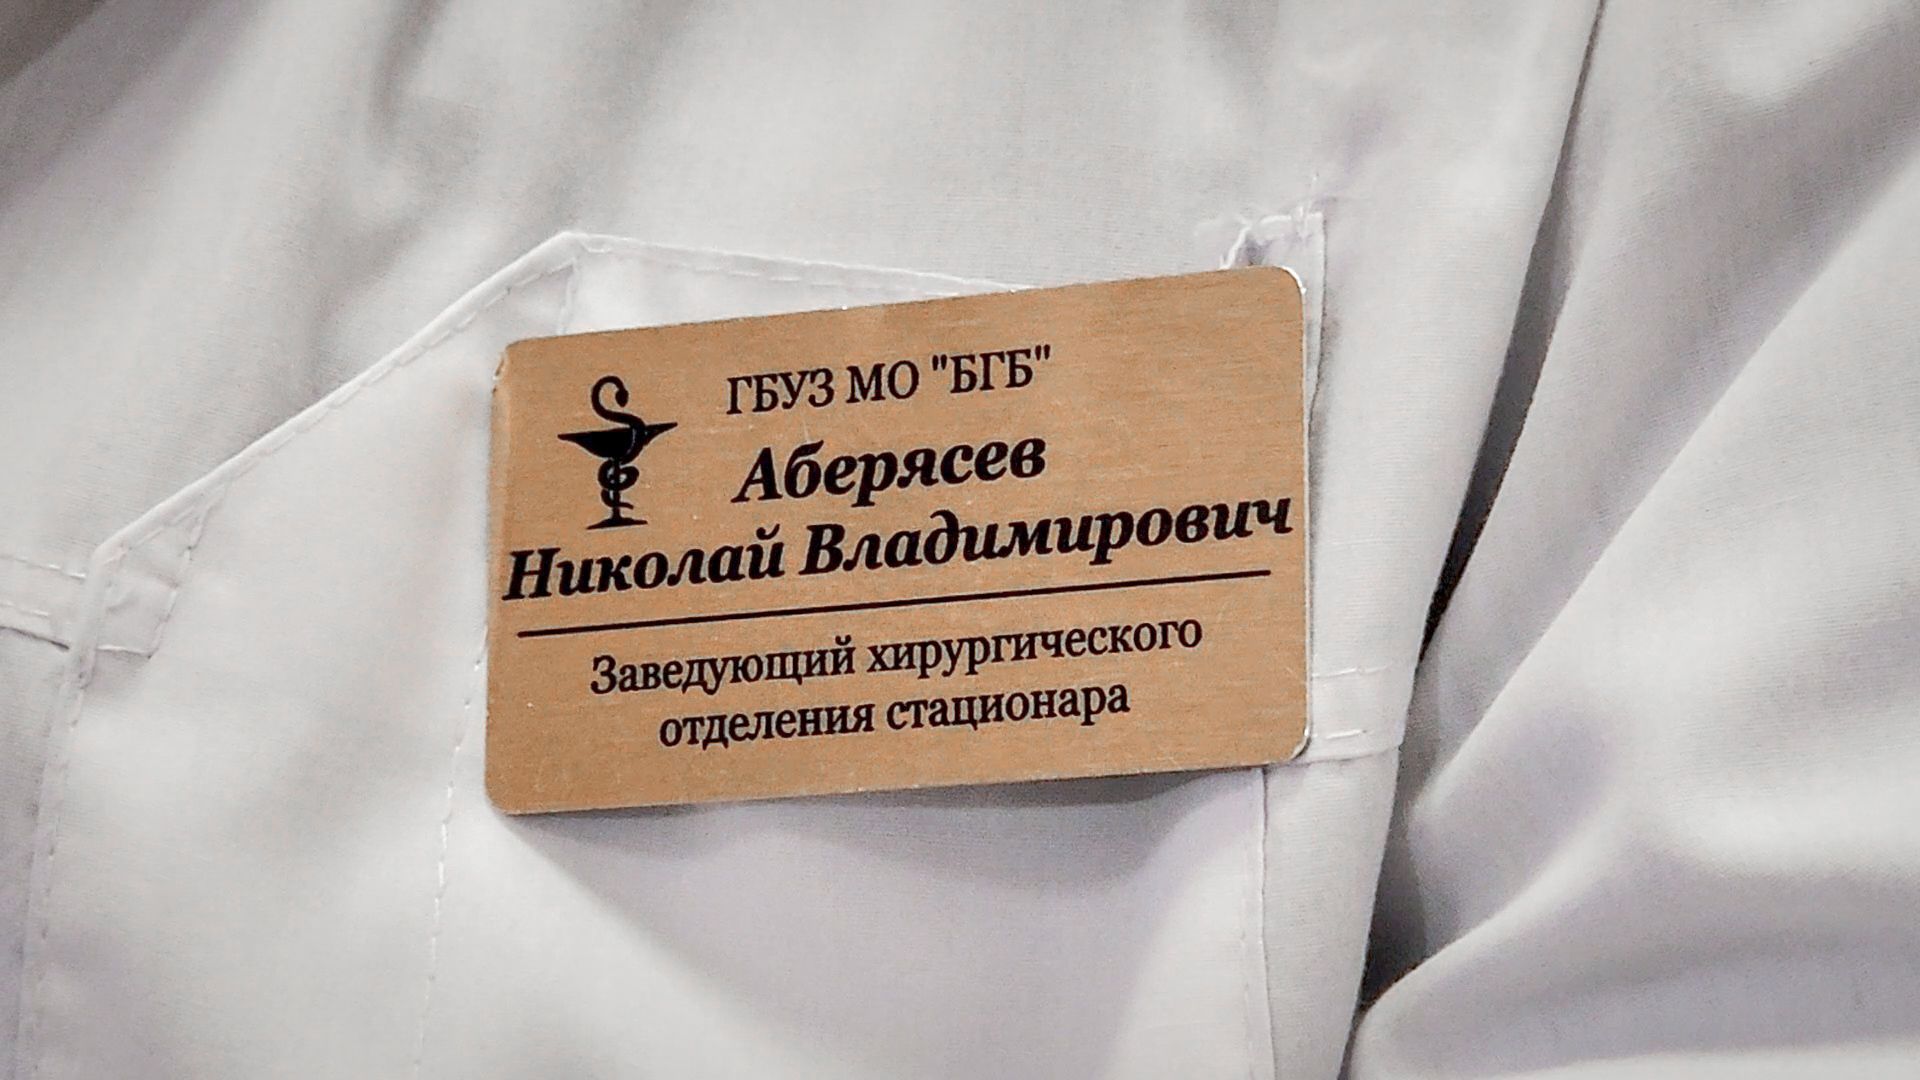 ГБУЗ МО "БГБ"
Аберясев
Николай Владимирович
Заведующий хирургического
отделения стационара